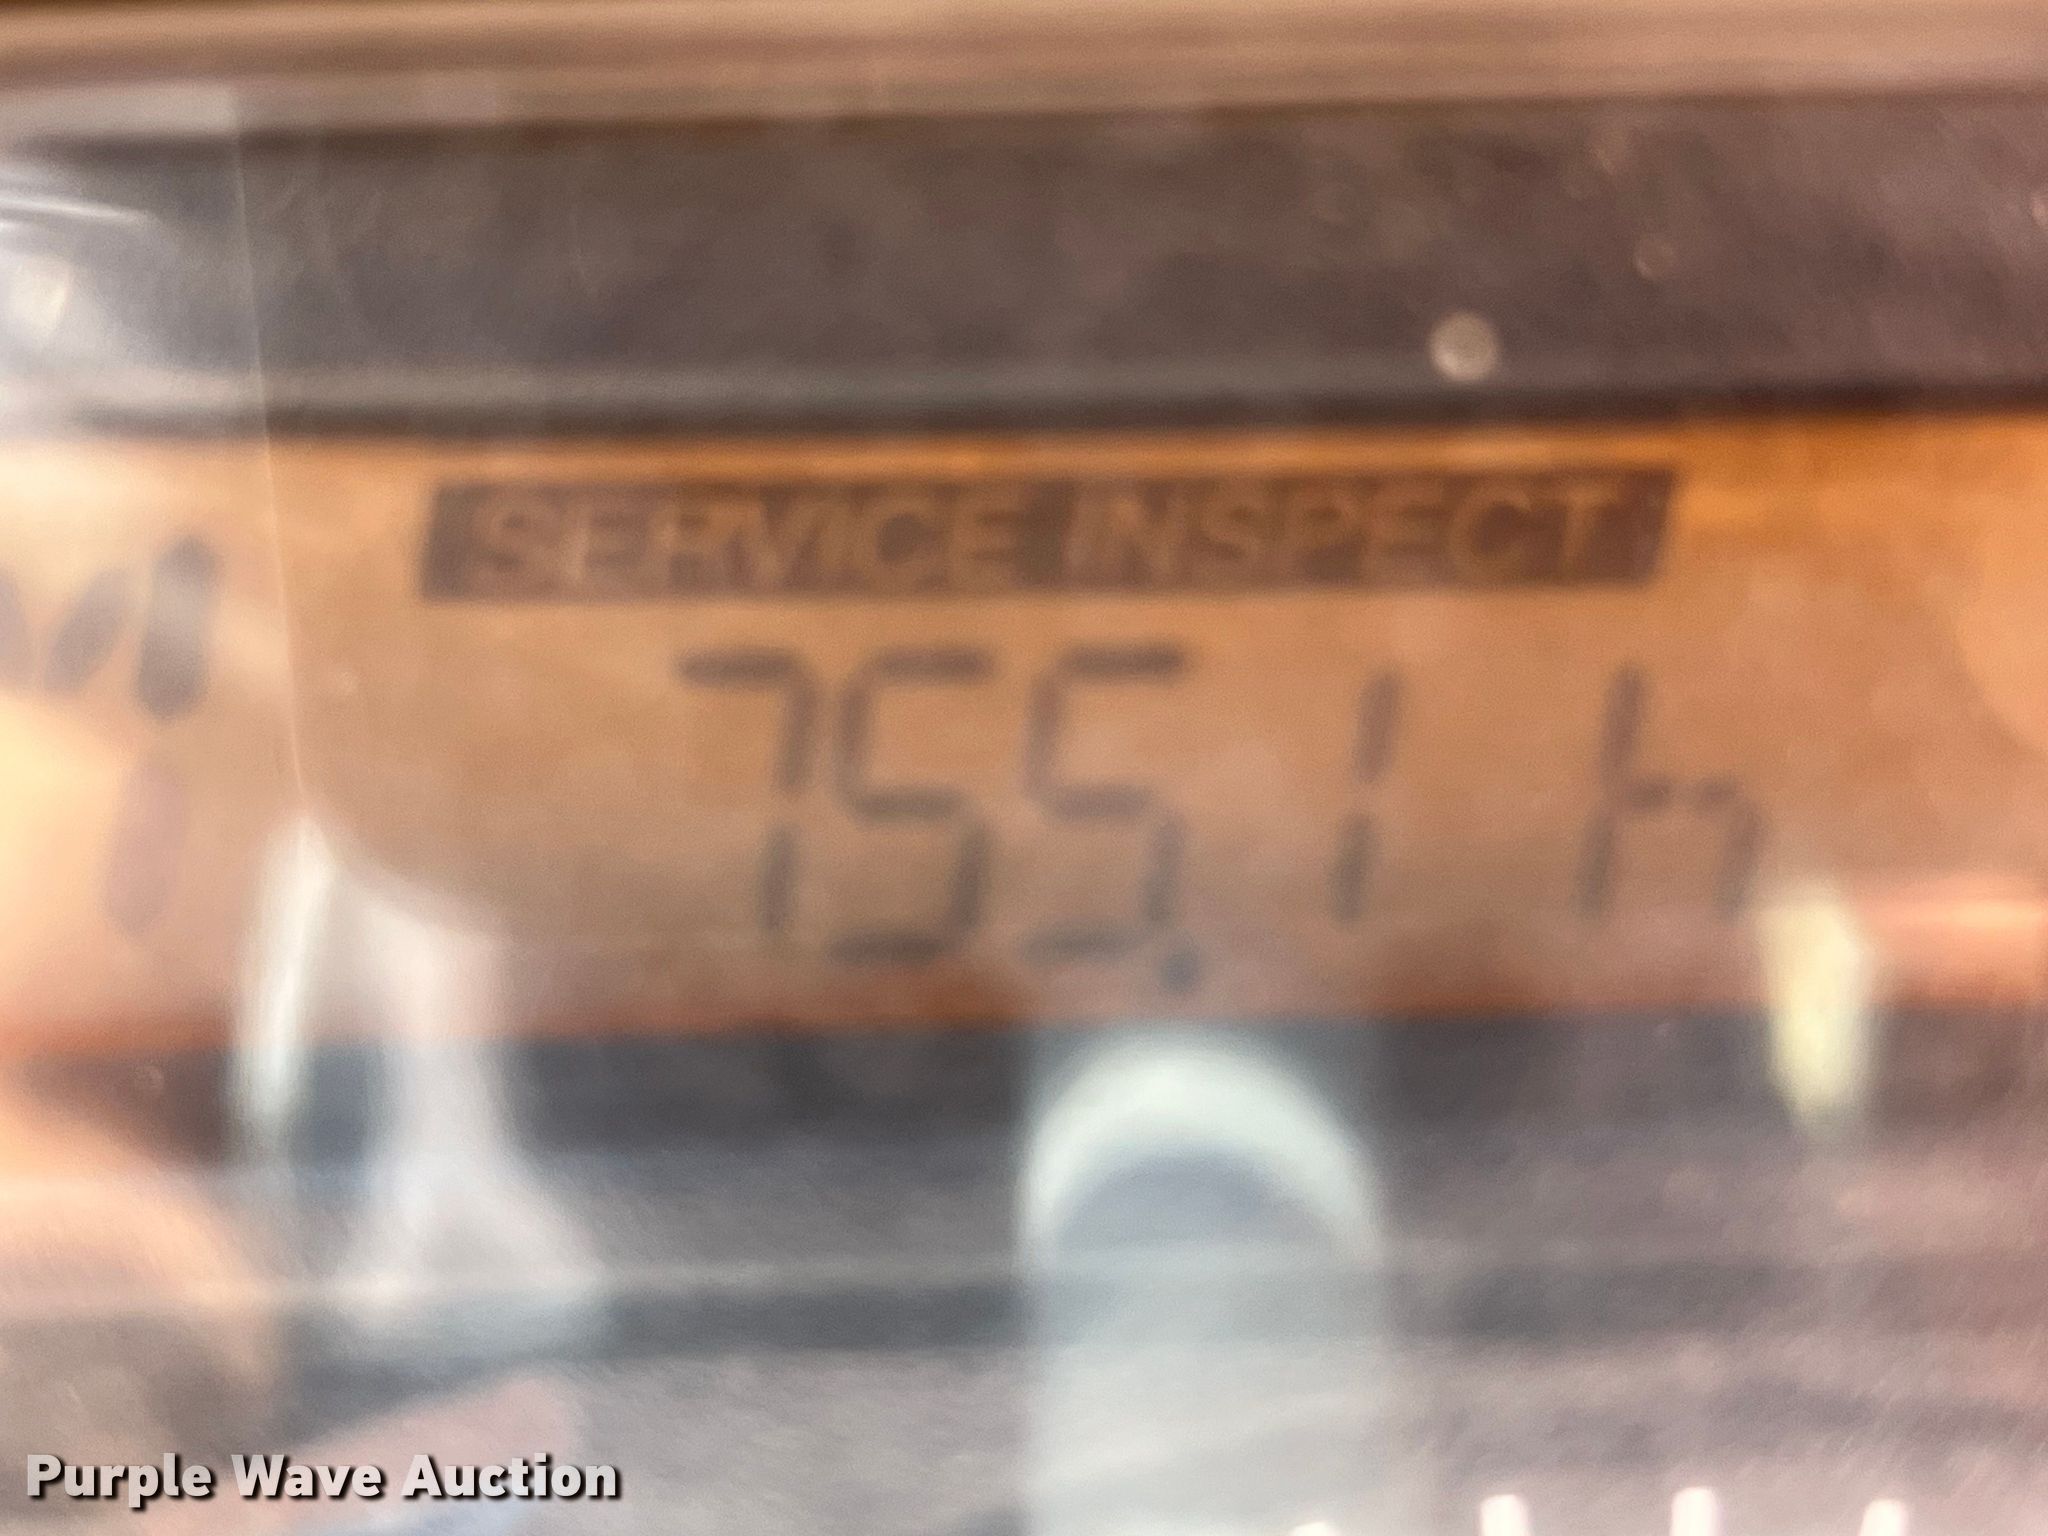 SERVICE INSPECT
755.1 h
Purple Wave Auction